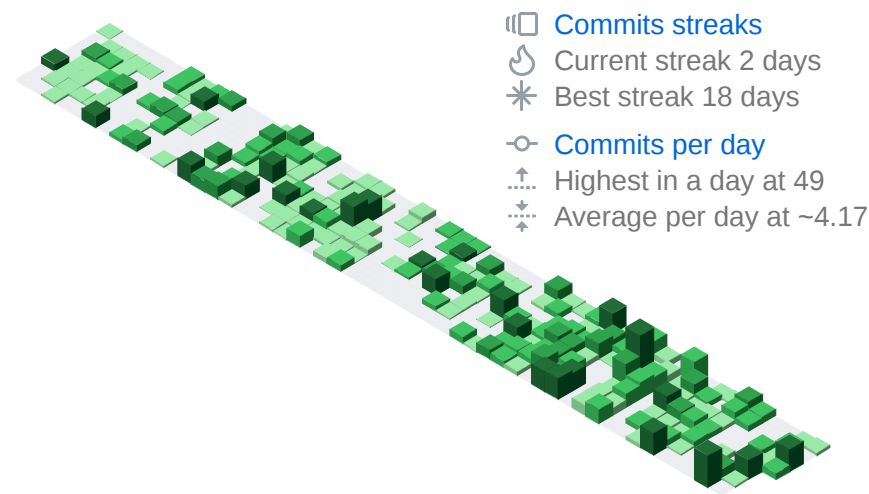 Commits streaks
Current streak 2 days
Best streak 18 days
Commits per day
Highest in a day at 49
Average per day at ~4.17